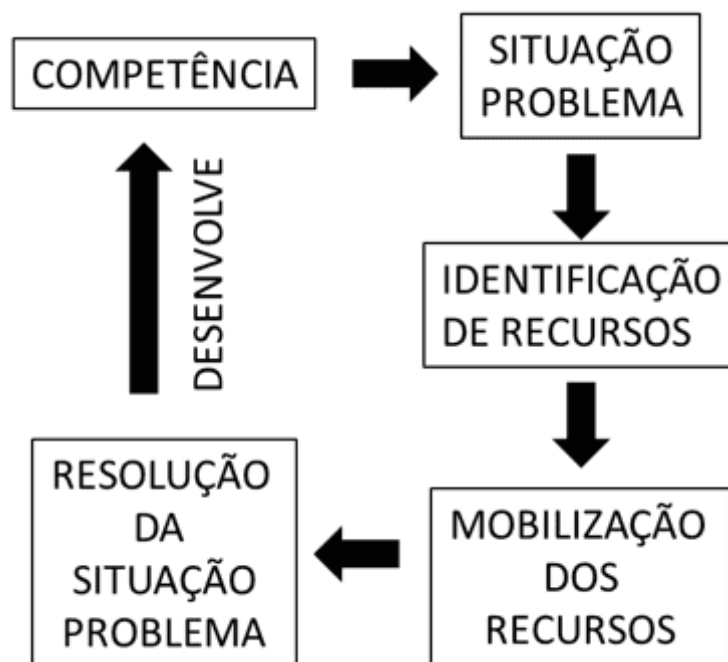 COMPETÊNCIA
SITUAÇÃO
PROBLEMA
IDENTIFICAÇÃO
DE RECURSOS
MOBILIZAÇÃO
DOS
RECURSOS
RESOLUÇÃO
DA
SITUAÇÃO
PROBLEMA
DESENVOLVE